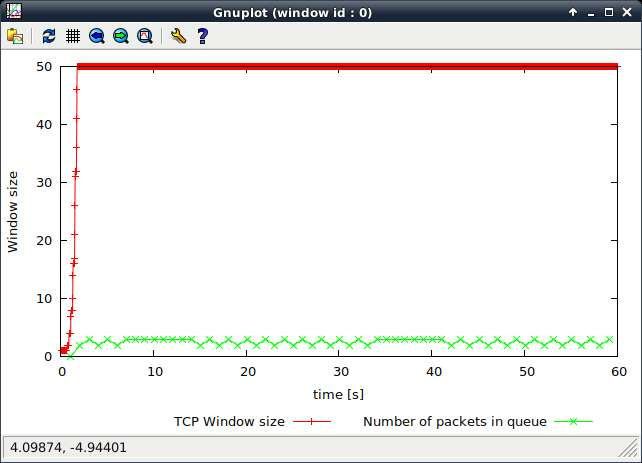 Gnuplot (window id : 0)
50
40
30
20
10
0
Window size
0 10 20 30 40 50 60
time [s]
TCP Window size Number of packets in queue
4.09874, -4.94401